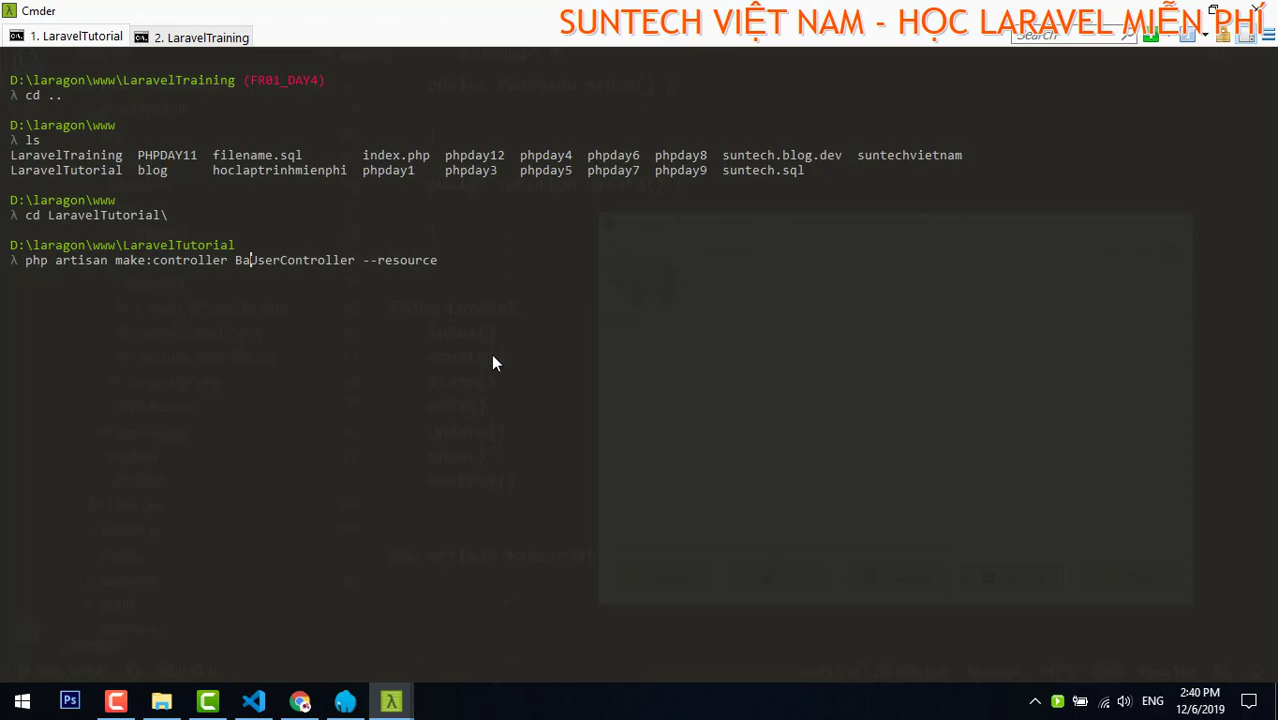 Cmder
SUNTECH VIỆT NAM - HỌC LARAVEL MIỄN PHÍ
1. LaravelTutorial
2. LaravelTraining
Search
D:\laragon\www\LaravelTraining (FR01_DAY4)
λ cd ..
D:\laragon\www
λ ls
LaravelTraining PHPDAY11 filename.sql index.php phpday12 phpday4 phpday6 phpday8 suntech.blog.dev suntechvietnam
LaravelTutorial blog hoclaptrinhmienphi phpday1 phpday3 phpday5 phpday7 phpday9 suntech.sql
D:\laragon\www
λ cd LaravelTutorial\
D:\laragon\www\LaravelTutorial
λ php artisan make:controller BaUserController --resource
Ps
λ
ENG
2:40 PM
12/6/2019